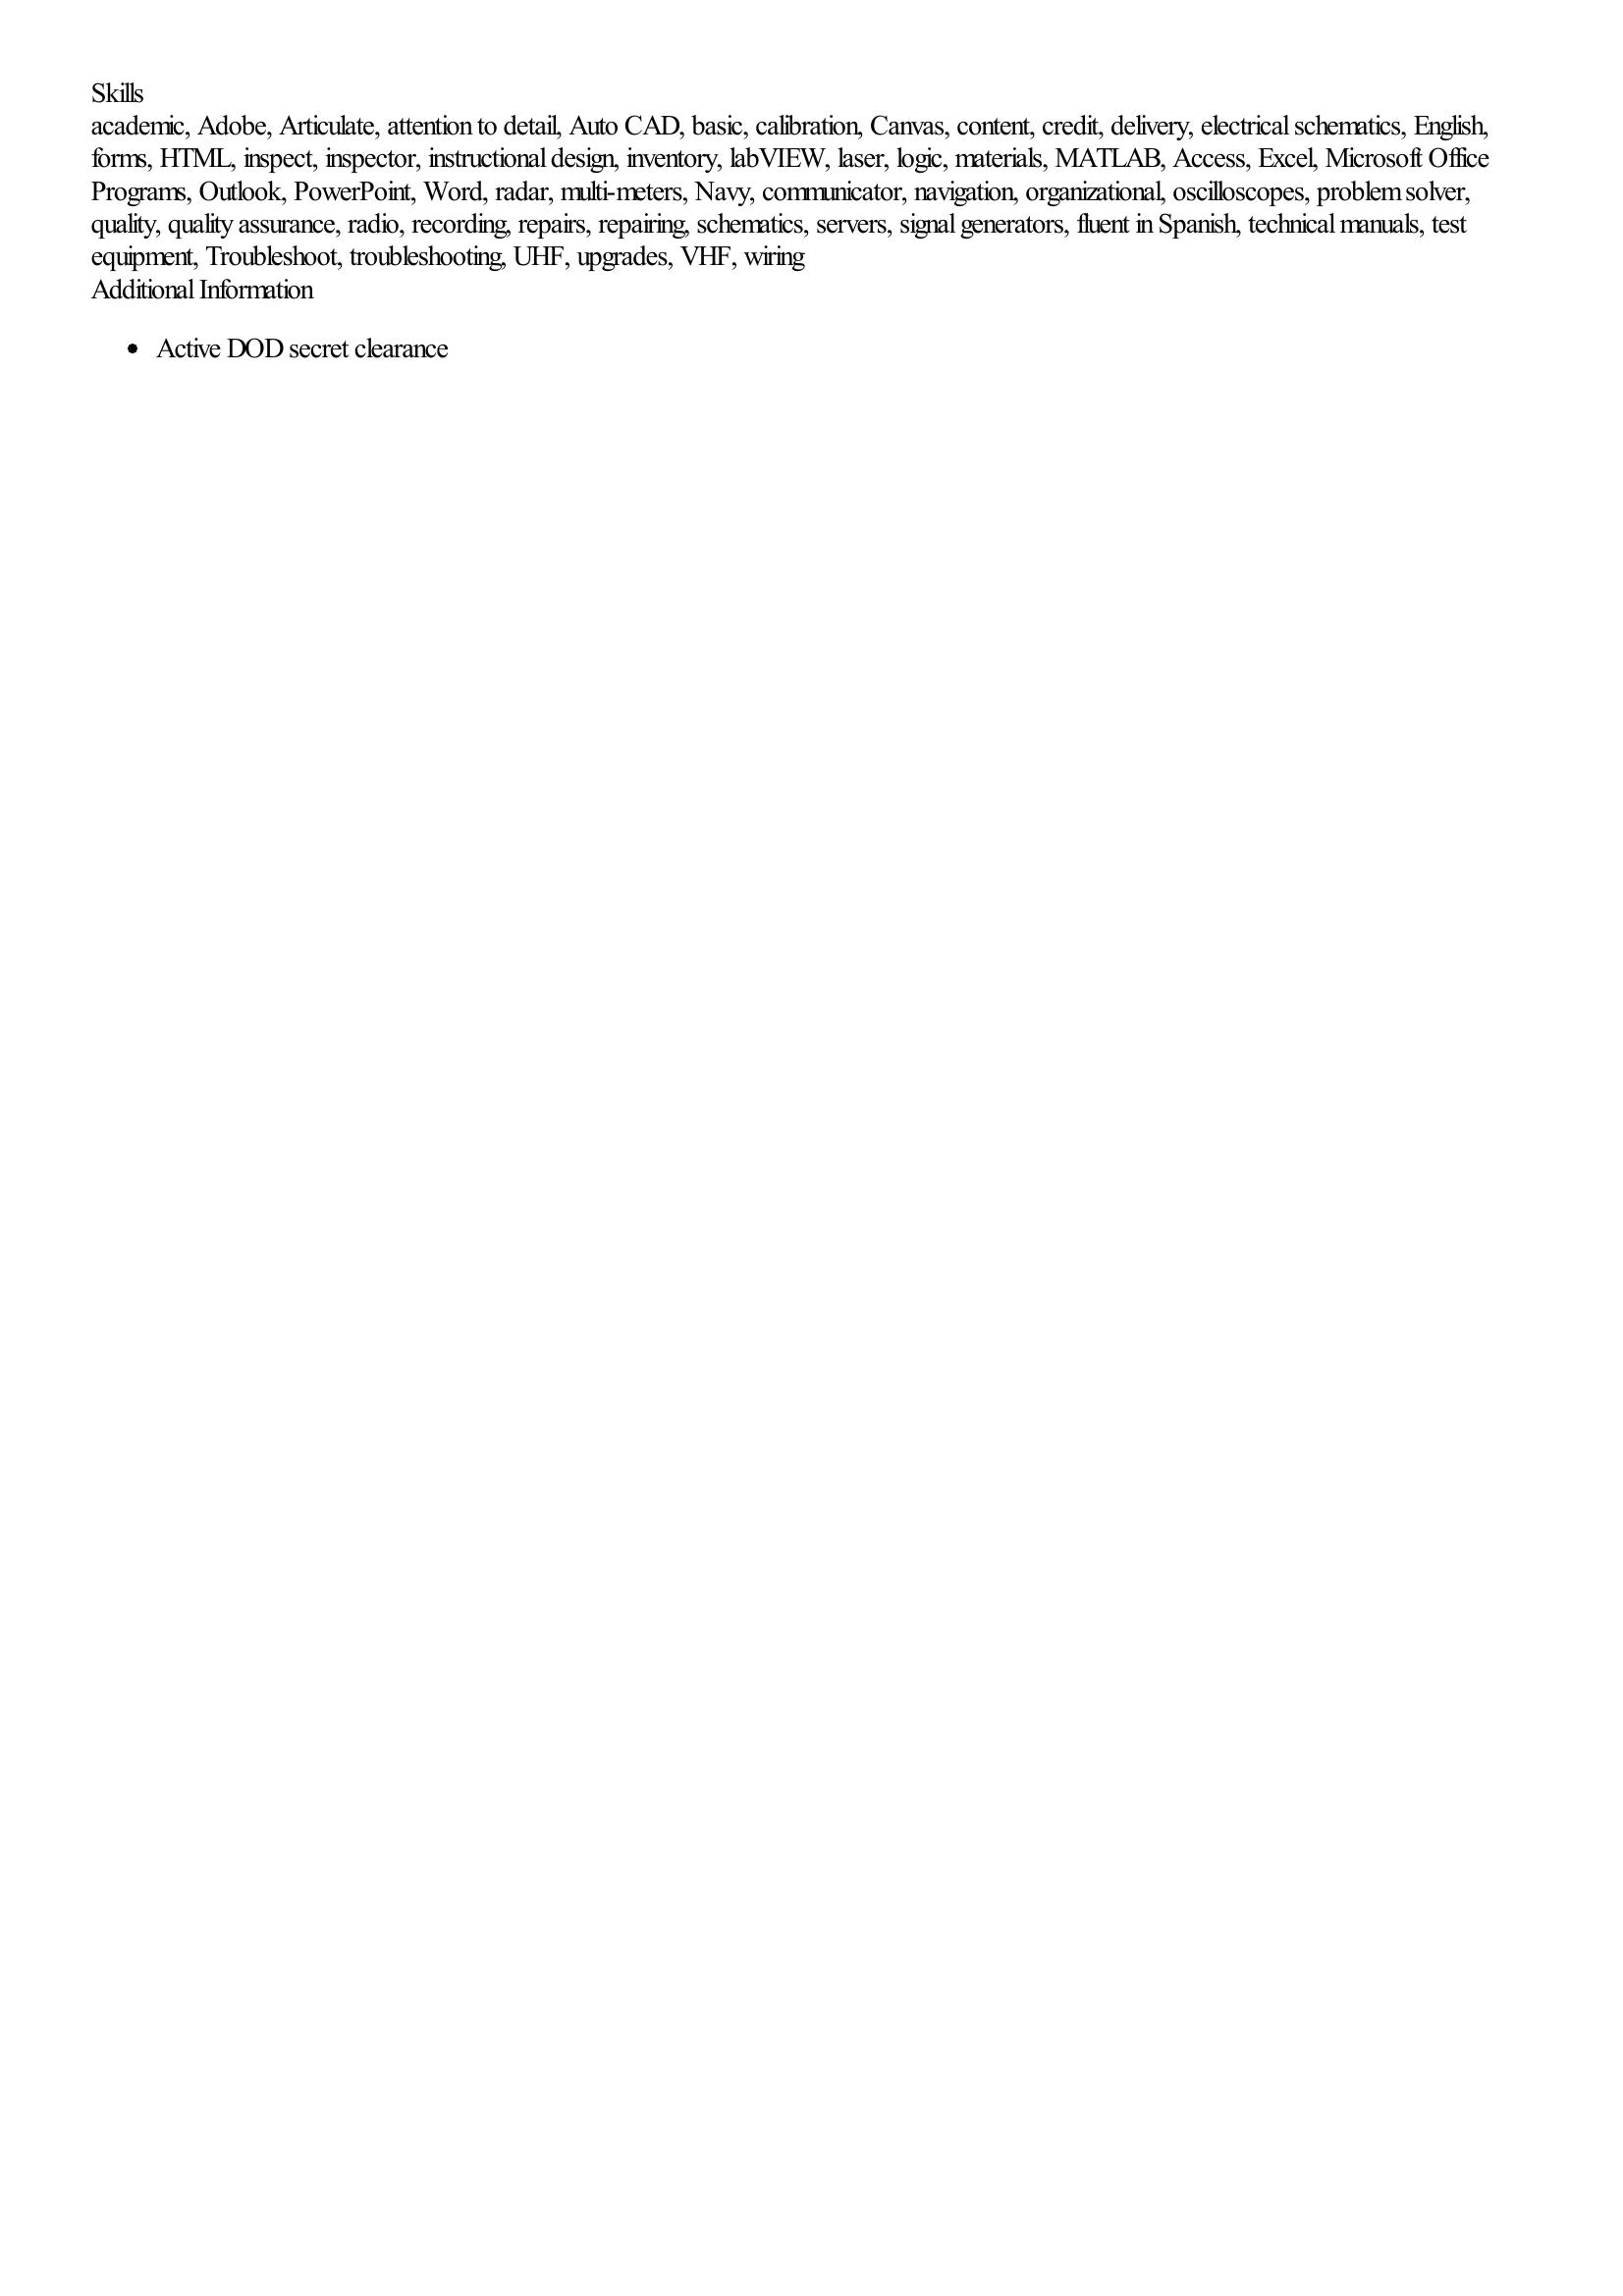 Skills
academic, Adobe, Articulate, attention to detail, Auto CAD, basic, calibration, Canvas, content, credit, delivery, electrical schematics, English,
forms, HTML, inspect, inspector, instructional design, inventory, labVIEW, laser, logic, materials, MATLAB, Access, Excel, Microsoft Office
Programs, Outlook, PowerPoint, Word, radar, multi-meters, Navy, communicator, navigation, organizational, oscilloscopes, problem solver,
quality, quality assurance, radio, recording, repairs, repairing, schematics, servers, signal generators, fluent in Spanish, technical manuals, test
equipment, Troubleshoot, troubleshooting, UHF, upgrades, VHF, wiring
Additional Information
• Active DOD secret clearance